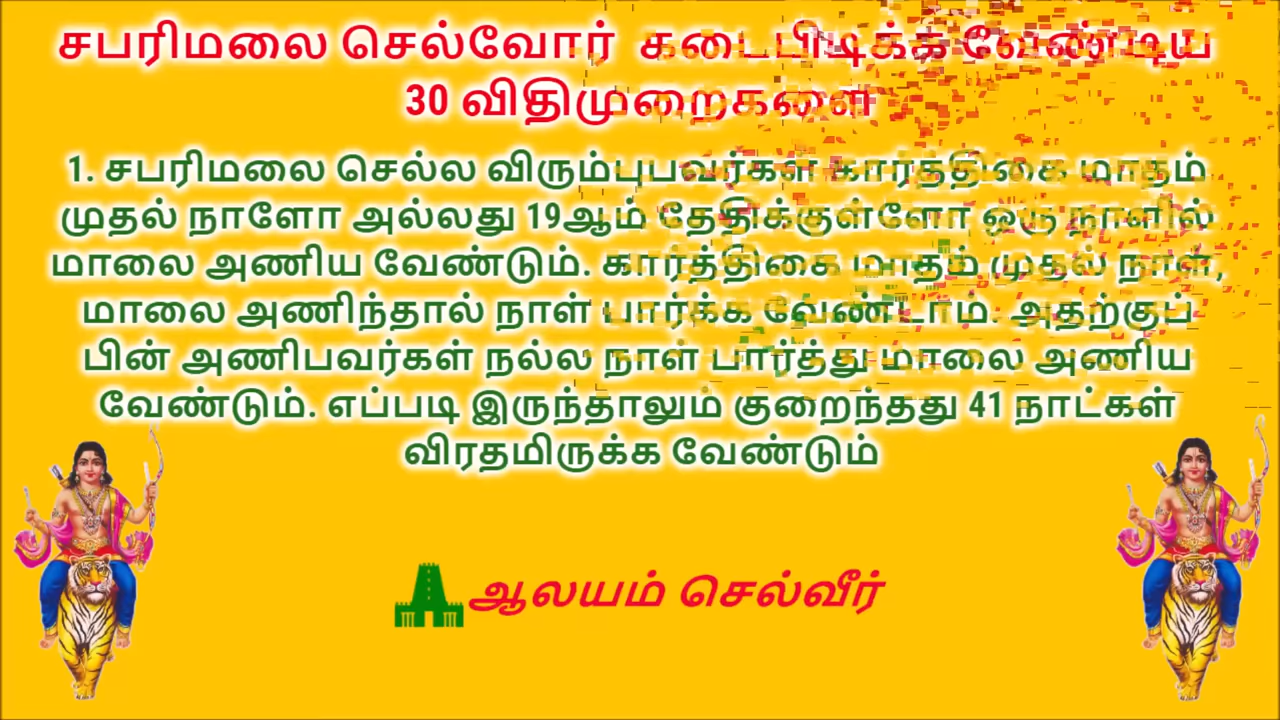 சபரிமலை செல்வோர் கடைபிடிக்க வேண்டிய
30 விதிமுறைகளை
1. சபரிமலை செல்ல விரும்புபவர்கள் கார்த்திகை மாதம்
முதல் நாளோ அல்லது 19ஆம் தேதிக்குள்ளோ ஒரு நாளில்
மாலை அணிய வேண்டும். கார்த்திகை மாதம் முதல் நாள்,
மாலை அணிந்தால் நாள் பார்க்க வேண்டாம். அதற்குப்
பின் அணிபவர்கள் நல்ல நாள் பார்த்து மாலை அணிய
வேண்டும். எப்படி இருந்தாலும் குறைந்தது 41 நாட்கள்
விரதமிருக்க வேண்டும்
ஆலயம் செல்வீர்